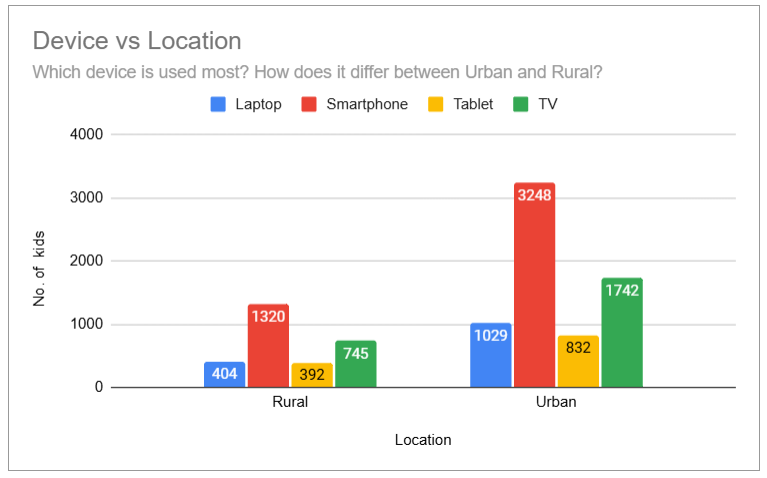 Device vs Location
Which device is used most? How does it differ between Urban and Rural?
Laptop Smartphone Tablet TV
4000
3000
2000
1000
0
No. of kids
404 1320 392 745
1029 3248 832 1742
Rural Urban
Location